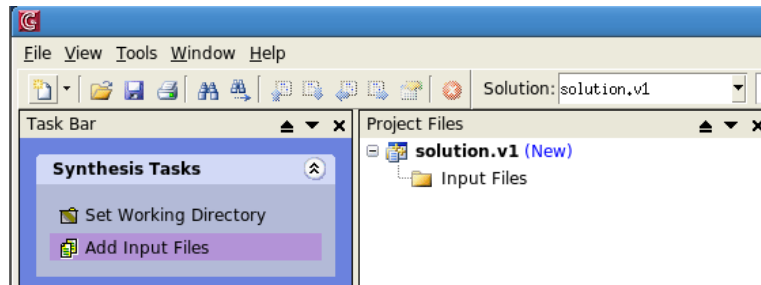 File View Tools Window Help
Solution: solution.v1
Task Bar
Project Files
Synthesis Tasks
solution.v1 (New)
Input Files
Set Working Directory
Add Input Files